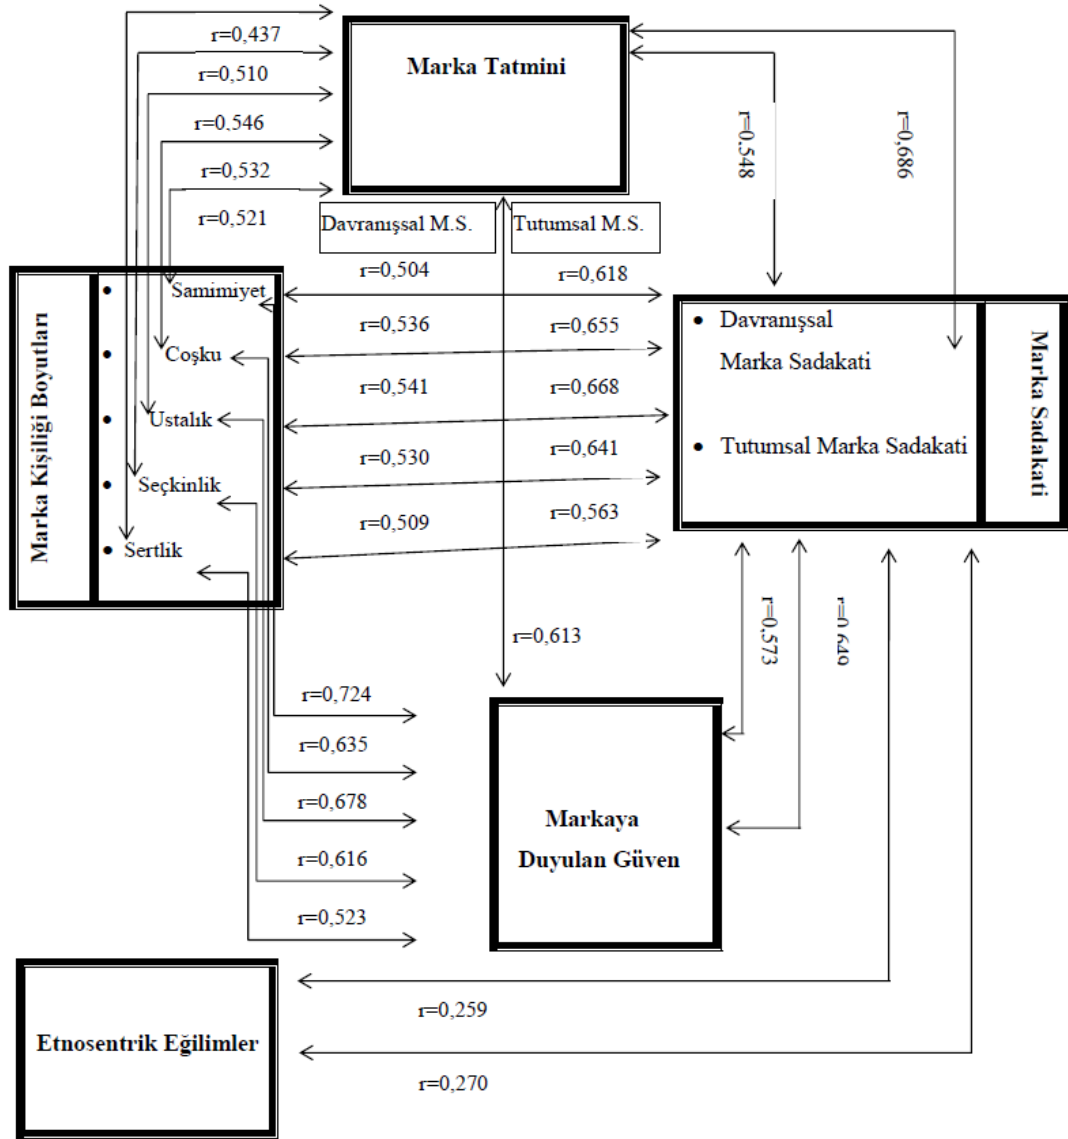 r=0,437
Marka Tatmini
r=0,510
r=0,546
r=0,532
r=0,521
r=0,548
r=0,686
Davranışsal M.S.
Tutumsal M.S.
r=0,504
r=0,618
r=0,536
r=0,655
r=0,541
r=0,668
r=0,530
r=0,641
r=0,509
r=0,563
Marka Kişiliği Boyutları
• Samimiyet
• Coşku
• Ustalık
• Seçkinlik
• Sertlik
• Davranışsal
Marka Sadakati
• Tutumsal Marka Sadakati
Marka Sadakati
r=0,613
r=0,573
r=0,649
r=0,724
r=0,635
r=0,678
r=0,616
r=0,523
Markaya
Duyulan Güven
Etnosentrik Eğilimler
r=0,259
r=0,270